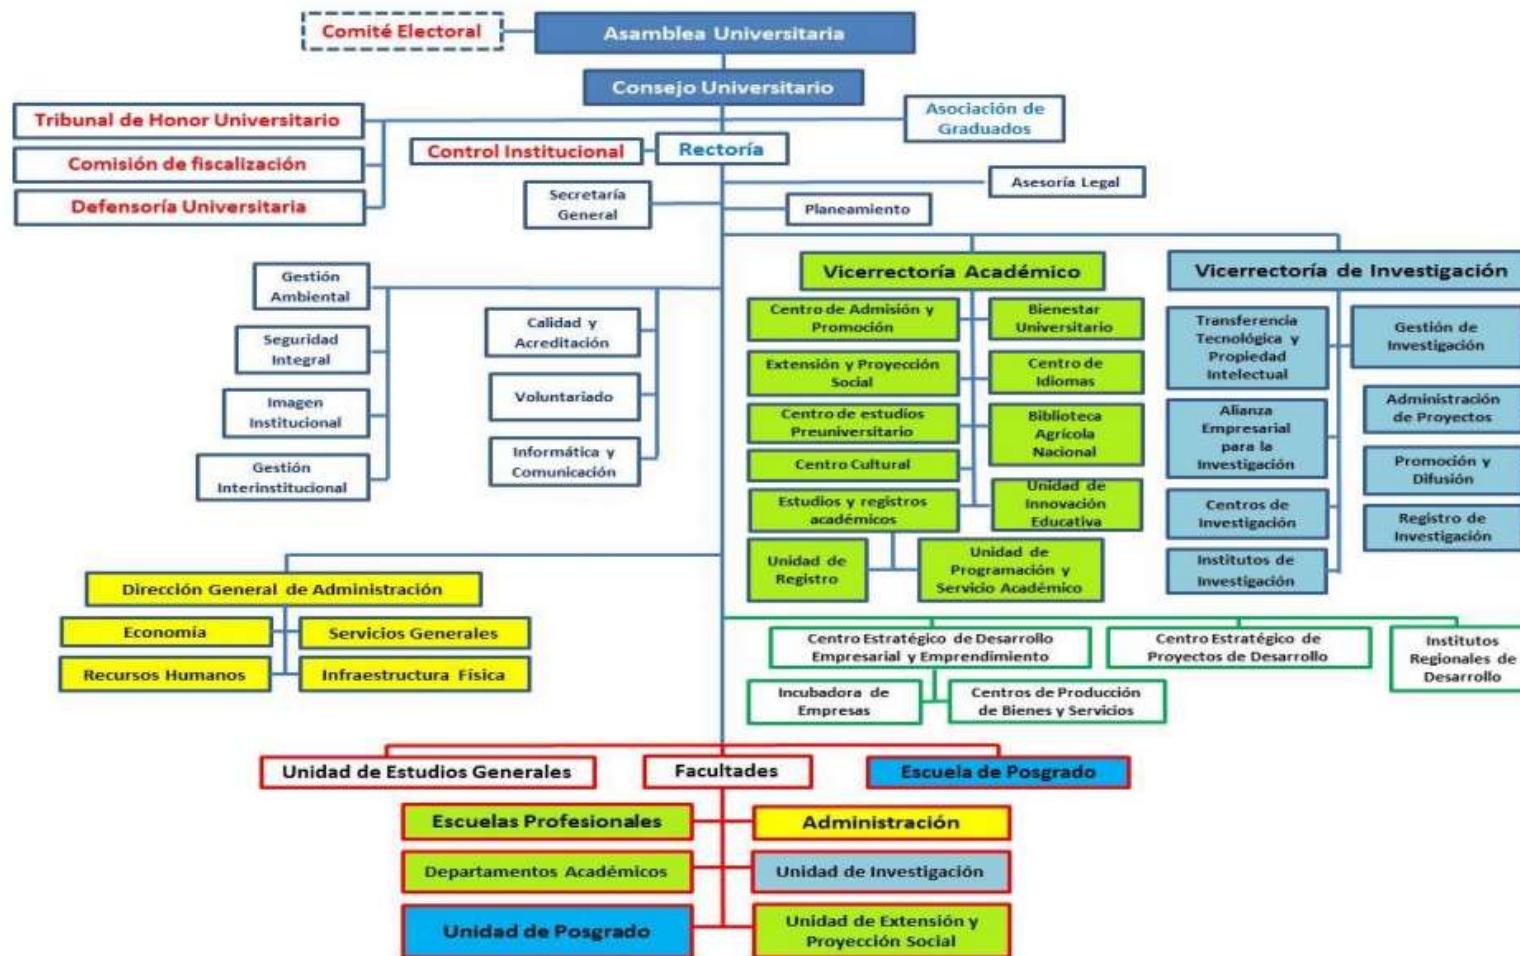 Comité Electoral
Asamblea Universitaria
Consejo Universitario
Tribunal de Honor Universitario
Asociación de
Graduados
Comisión de fiscalización
Control Institucional
Rectoría
Defensoría Universitaria
Secretaría
General
Asesoría Legal
Planeamiento
Gestión
Ambiental
Seguridad
Integral
Imagen
Institucional
Gestión
Interinstitucional
Calidad y
Acreditación
Voluntariado
Informática y
Comunicación
Vicerrectoría Académico
Centro de Admisión y
Promoción
Bienestar
Universitario
Extensión y Proyección
Social
Centro de
Idiomas
Centro de estudios
Preuniversitario
Biblioteca
Agrícola
Nacional
Centro Cultural
Estudios y registros
académicos
Unidad de
Innovación
Educativa
Unidad de
Registro
Unidad de
Programación y
Servicio Académico
Vicerrectoría de Investigación
Transferencia
Tecnológica y
Propiedad
Intelectual
Gestión de
Investigación
Alianza
Empresarial
para la
Investigación
Administración
de Proyectos
Promoción y
Difusión
Centros de
Investigación
Registro de
Investigación
Institutos de
Investigación
Dirección General de Administración
Economía
Servicios Generales
Recursos Humanos
Infraestructura Física
Centro Estratégico de Desarrollo
Empresarial y Emprendimiento
Centro Estratégico de
Proyectos de Desarrollo
Institutos
Regionales de
Desarrollo
Incubadora de
Empresas
Centros de Producción
de Bienes y Servicios
Unidad de Estudios Generales
Facultades
Escuela de Posgrado
Escuelas Profesionales
Administración
Departamentos Académicos
Unidad de Investigación
Unidad de Posgrado
Unidad de Extensión y
Proyección Social